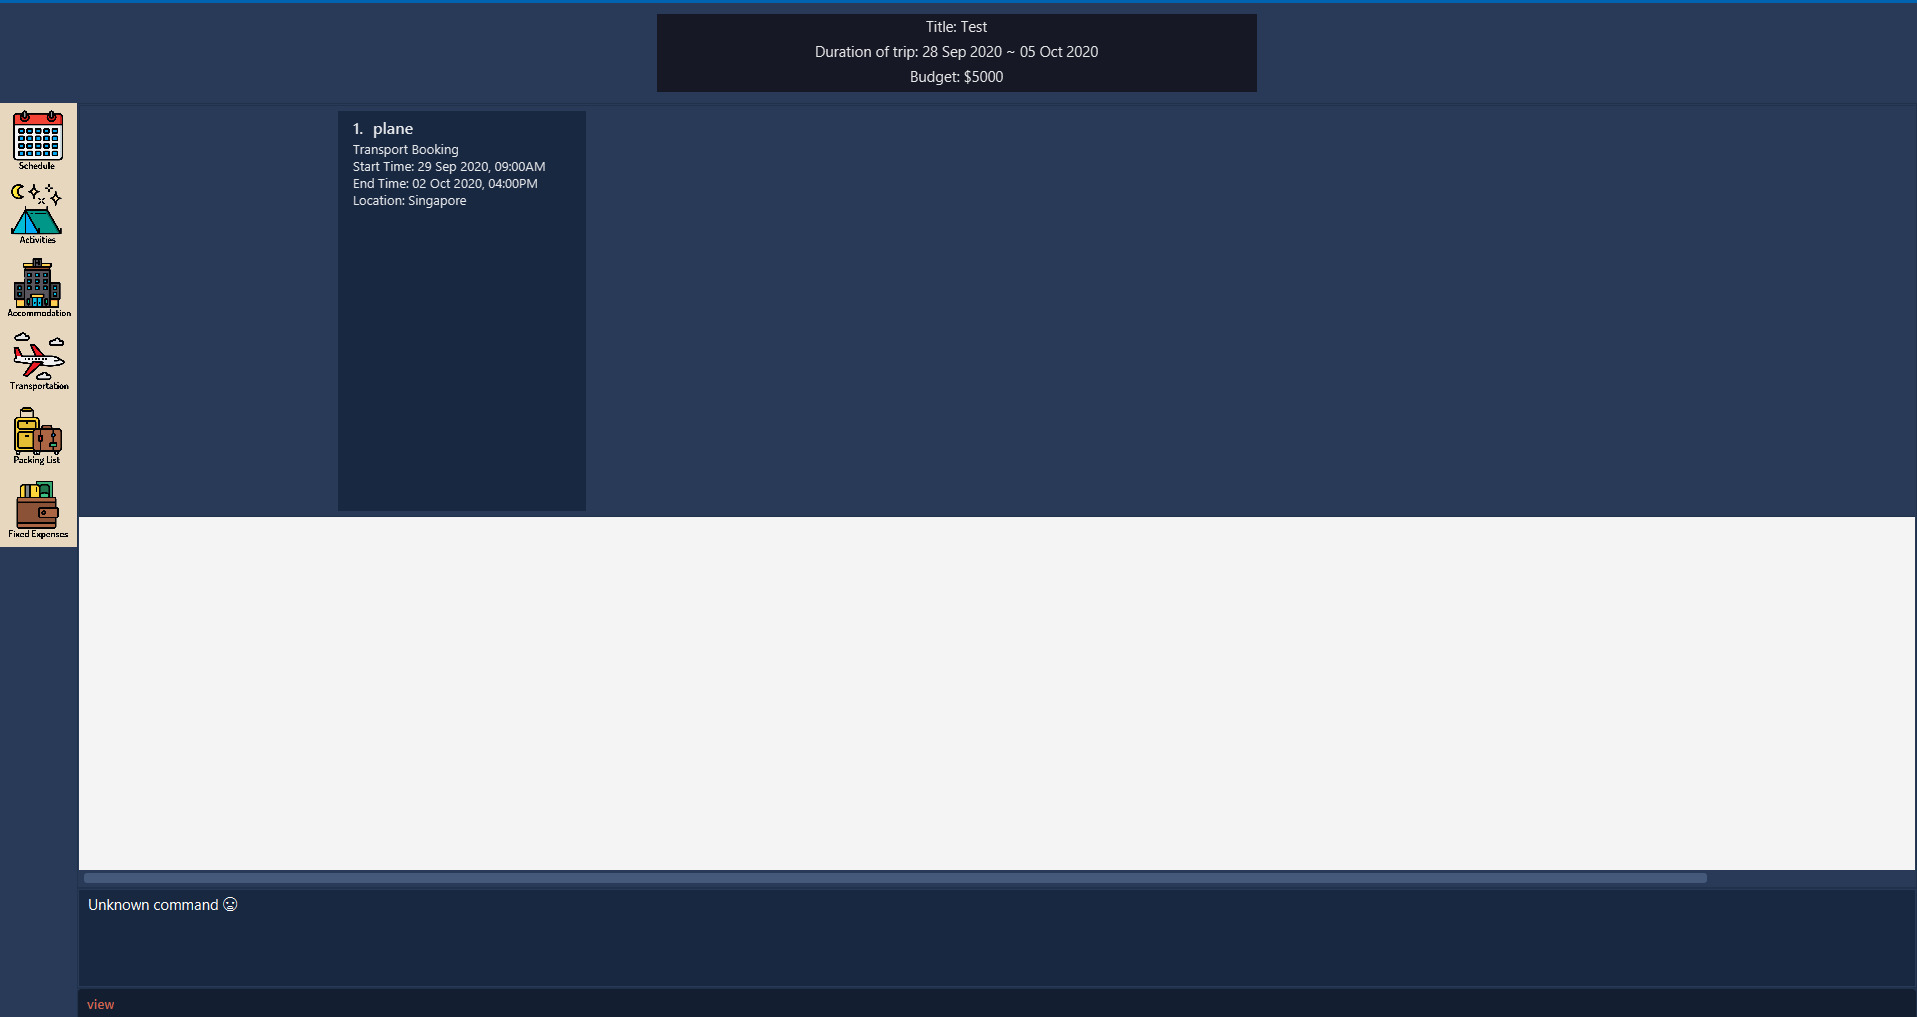 Title: Test
Duration of trip: 28 Sep 2020 ~ 05 Oct 2020
Budget: $5000
Schedule
Activities
Accommodation
Transportation
Packing List
Fixed Expenses
1. plane
Transport Booking
Start Time: 29 Sep 2020, 09:00AM
End Time: 02 Oct 2020, 04:00PM
Location: Singapore
Unknown command ☹
view